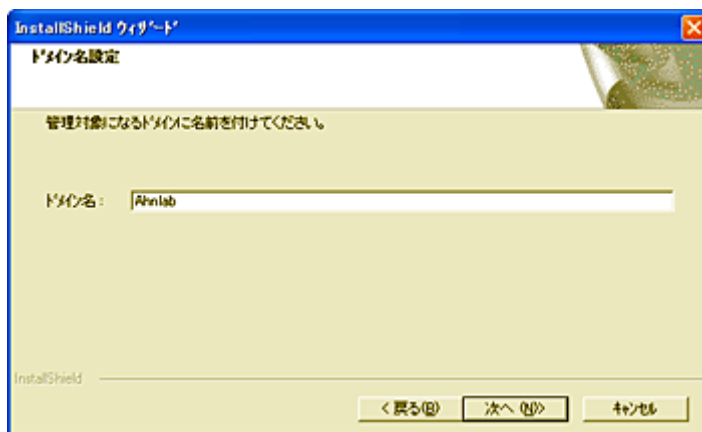 InstallShield ウィザード
ドメイン名設定
管理対象になるドメインに名前を付けてください。
ドメイン名：
Ahnlab
InstallShield
< 戻る(B)
次へ (N)>
キャンセル